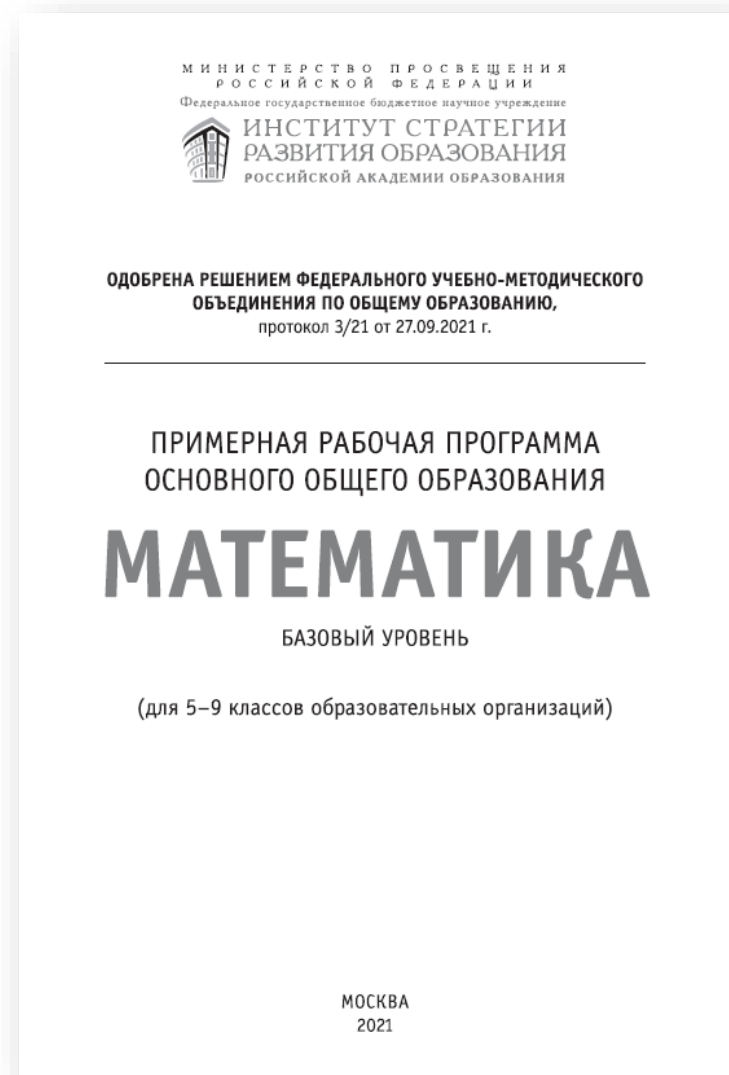 МИНИСТЕРСТВО ПРОСВЕЩЕНИЯ
РОССИЙСКОЙ ФЕДЕРАЦИИ
Федеральное государственное бюджетное научное учреждение
ИНСТИТУТ СТРАТЕГИИ
РАЗВИТИЯ ОБРАЗОВАНИЯ
РОССИЙСКОЙ АКАДЕМИИ ОБРАЗОВАНИЯ
ОДОБРЕНА РЕШЕНИЕМ ФЕДЕРАЛЬНОГО УЧЕБНО-МЕТОДИЧЕСКОГО
ОБЪЕДИНЕНИЯ ПО ОБЩЕМУ ОБРАЗОВАНИЮ,
протокол 3/21 от 27.09.2021 г.
ПРИМЕРНАЯ РАБОЧАЯ ПРОГРАММА
ОСНОВНОГО ОБЩЕГО ОБРАЗОВАНИЯ
МАТЕМАТИКА
БАЗОВЫЙ УРОВЕНЬ
(для 5–9 классов образовательных организаций)
МОСКВА
2021